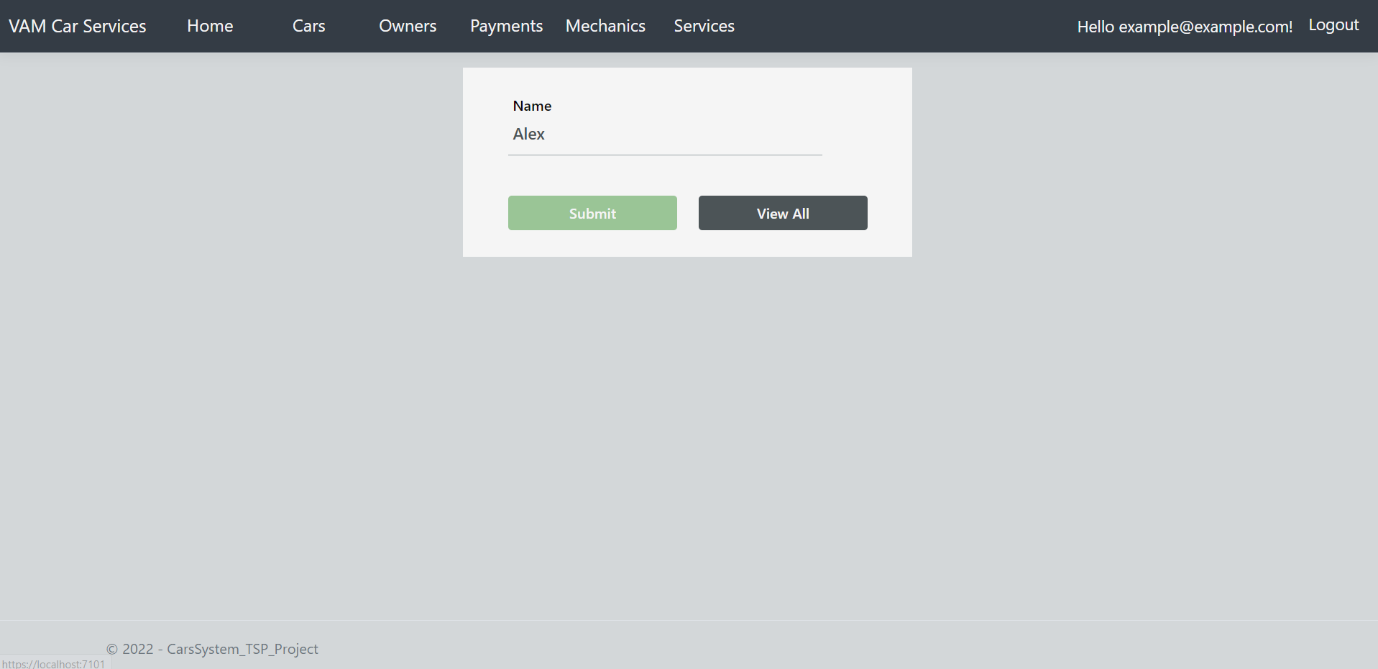 VAM Car Services Home Cars Owners Payments Mechanics Services Hello example@example.com! Logout
Name
Alex
Submit View All
© 2022 - CarsSystem_TSP_Project
https://localhost:7101